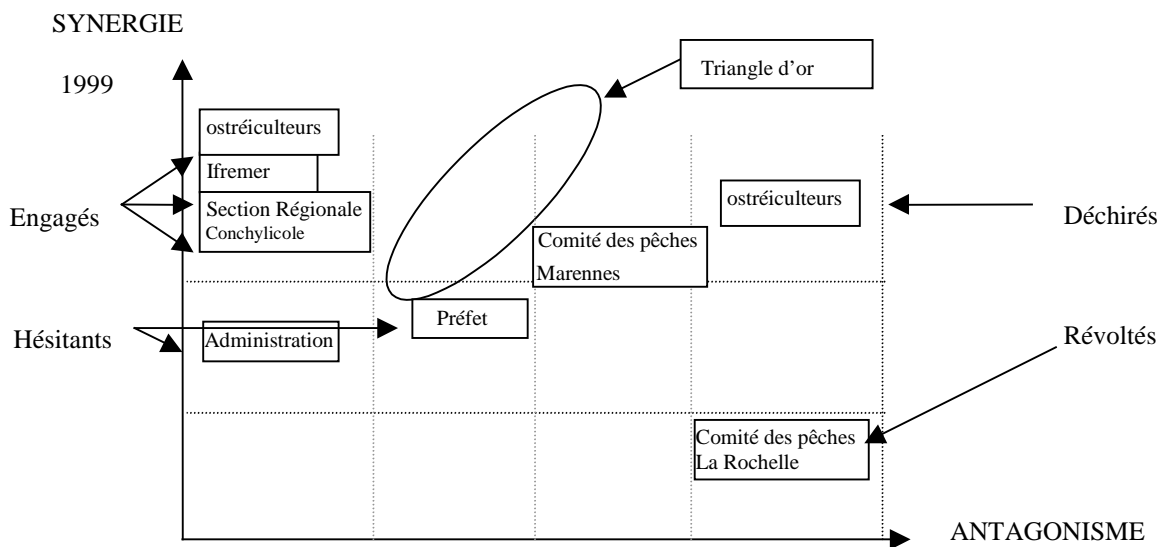 SYNERGIE
1999
Triangle d’or
ostréiculteurs
Ifremer
Section Régionale
Conchylicole
Engagés
ostréiculteurs
Déchirés
Comité des pêches
Marennes
Préfet
Hésitants
Administration
Révoltés
Comité des pêches
La Rochelle
ANTAGONISME